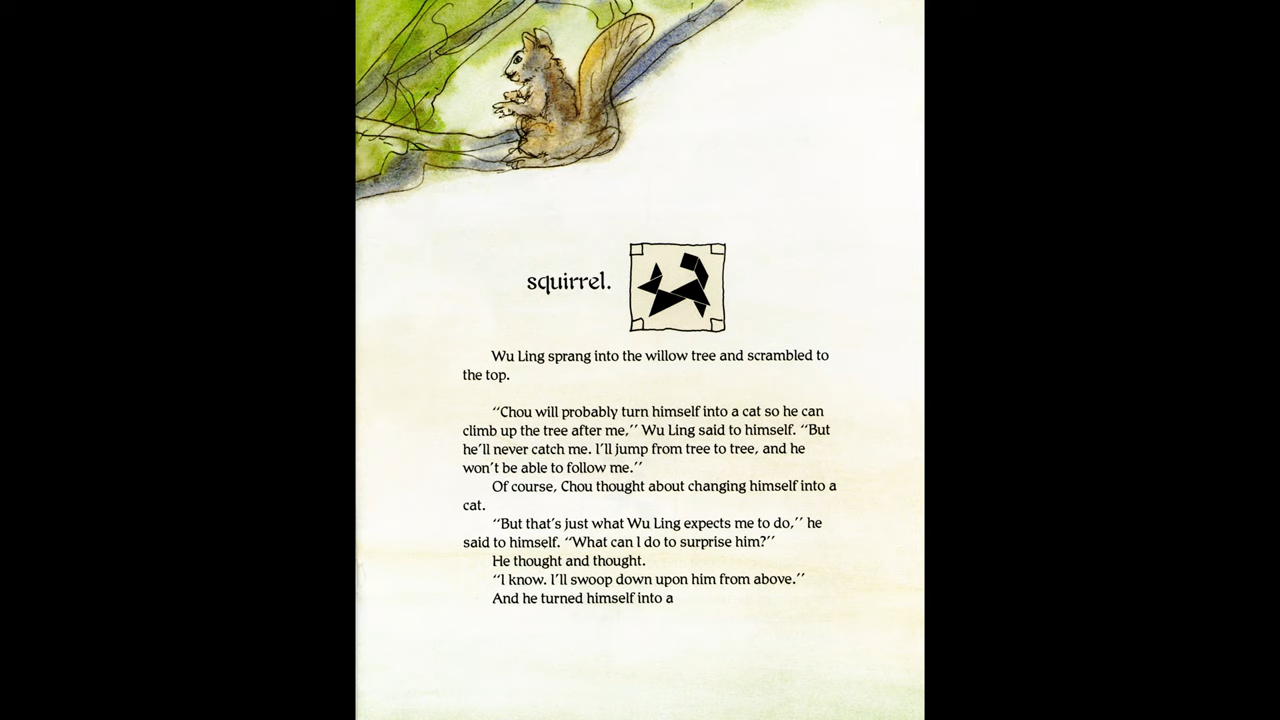 squirrel.
Wu Ling sprang into the willow tree and scrambled to
the top.
“Chou will probably turn himself into a cat so he can
climb up the tree after me,’’ Wu Ling said to himself. “But
he’ll never catch me. I’ll jump from tree to tree, and he
won’t be able to follow me.’’
Of course, Chou thought about changing himself into a
cat.
“But that’s just what Wu Ling expects me to do,’’ he
said to himself. “What can I do to surprise him?’’
He thought and thought.
“I know. I’ll swoop down upon him from above.’’
And he turned himself into a